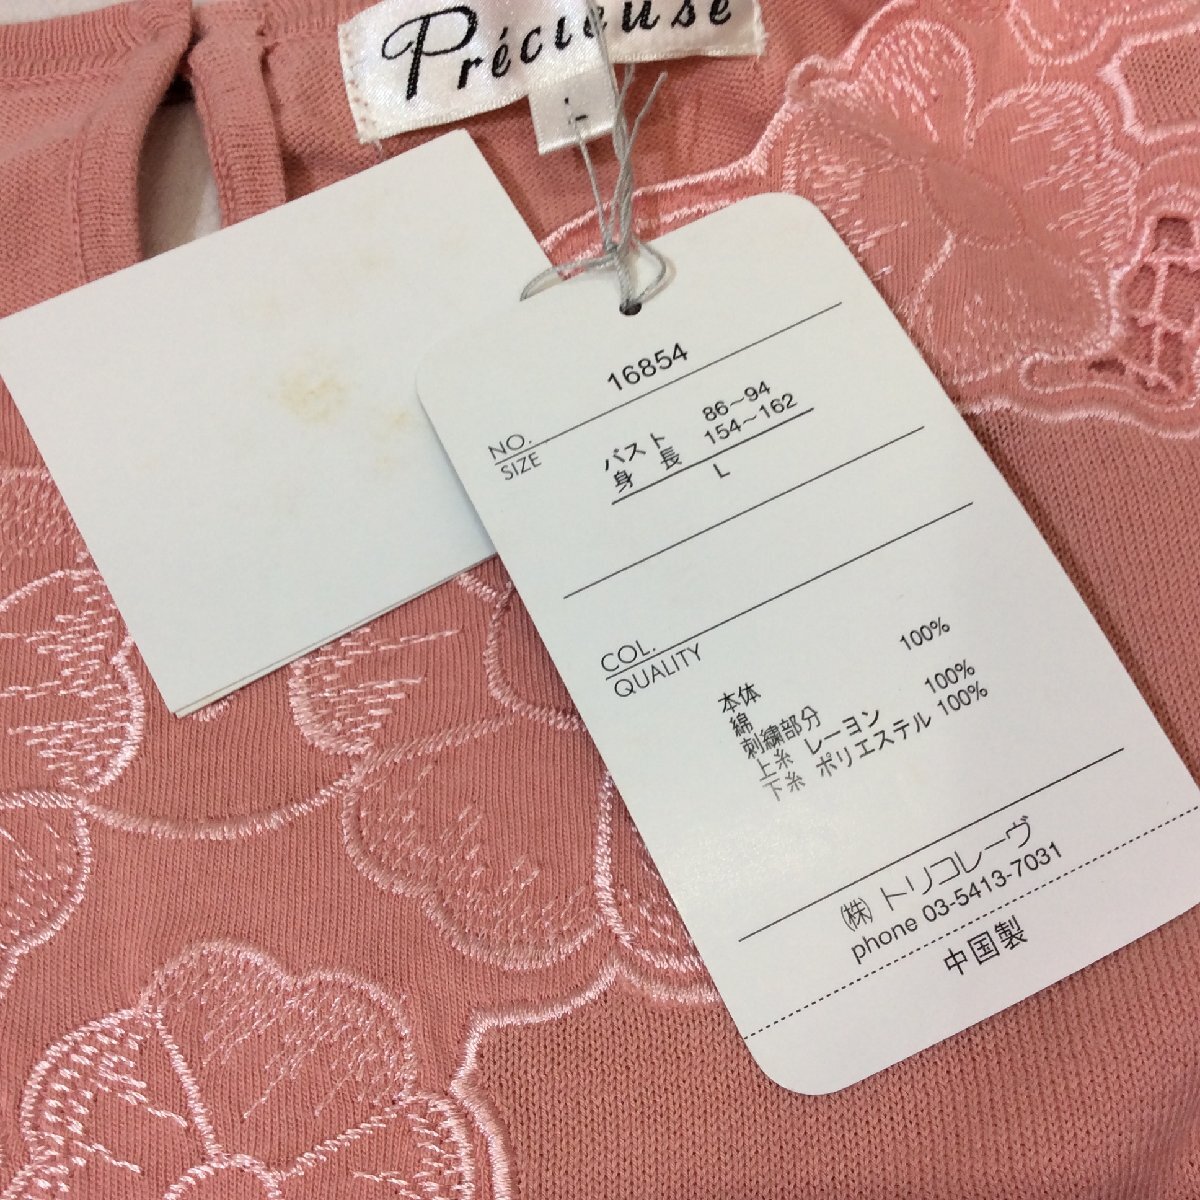 Précieuse
L
NO. 16854
SIZE バスト 86~94
身長 154~162
L
COL.
QUALITY
本体
綿 100%
刺繍部分
上糸 レーヨン 100%
下糸 ポリエステル 100%
(株)トリコレーヴ
phone 03-5413-7031
中国製